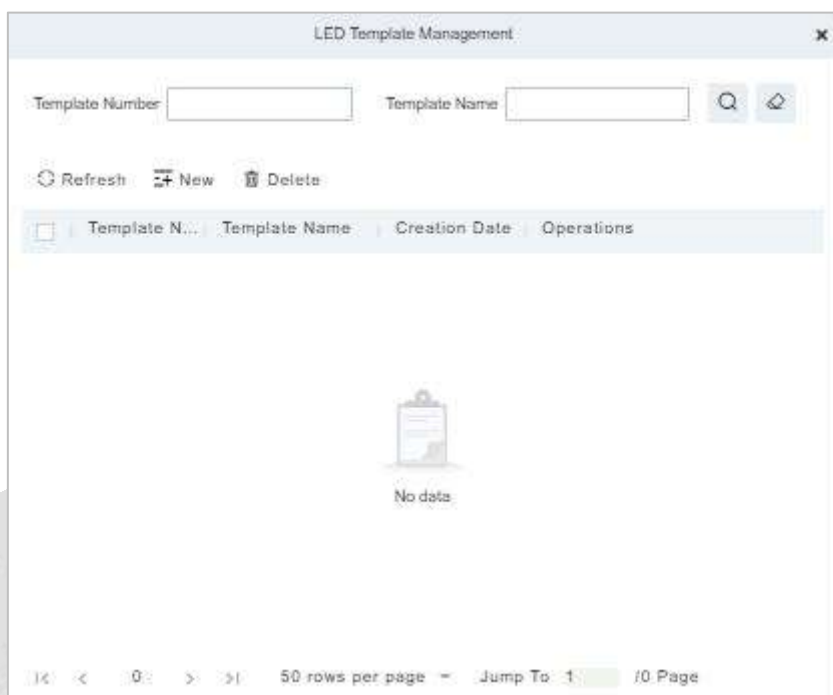 LED Template Management
Template Number Template Name
Refresh New Delete
Template N... Template Name Creation Date Operations
No data
0 50 rows per page Jump To 1 /0 Page